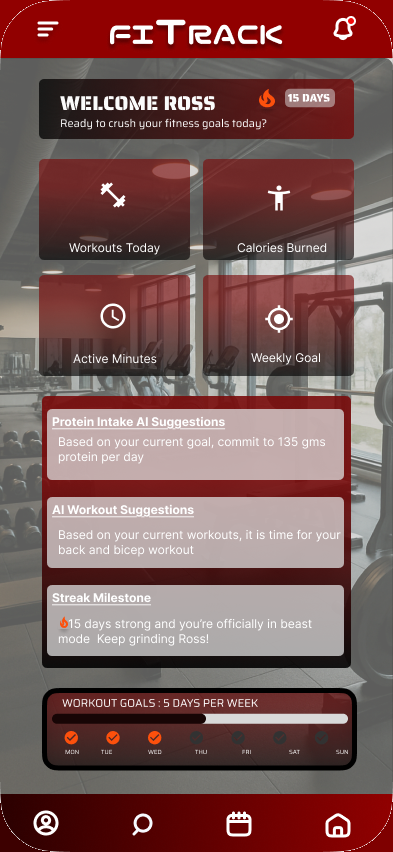 FITRACK
WELCOME ROSS
15 DAYS
Ready to crush your fitness goals today?
Workouts Today
Calories Burned
Active Minutes
Weekly Goal
Protein Intake AI Suggestions
Based on your current goal, commit to 135 gms
protein per day
AI Workout Suggestions
Based on your current workouts, it is time for your
back and bicep workout
Streak Milestone
15 days strong and you're officially in beast
mode Keep grinding Ross!
WORKOUT GOALS : 5 DAYS PER WEEK
MON TUE WED THU FRI SAT SUN